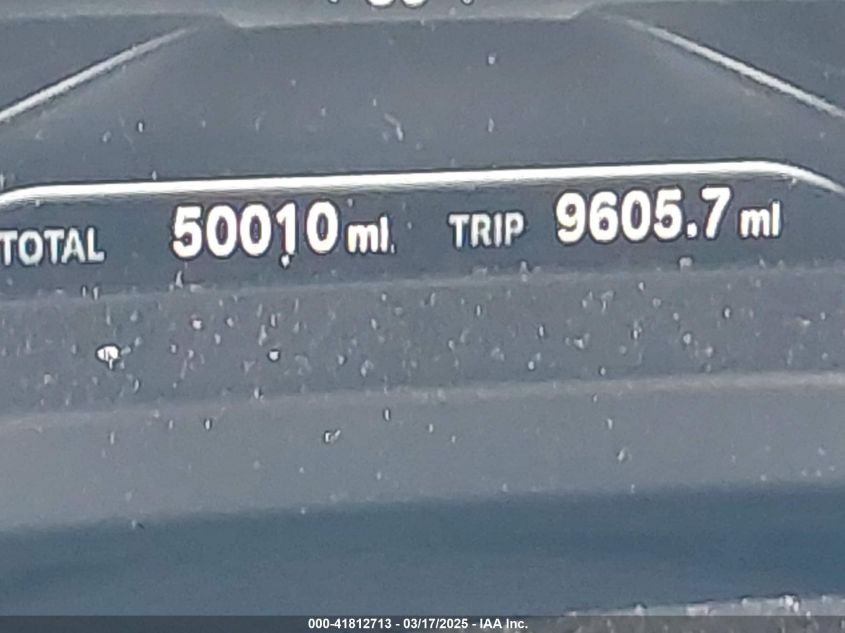 TOTAL 50010 mi TRIP 9605.7 mi
000-41812713 - 03/17/2025 - IAA Inc.